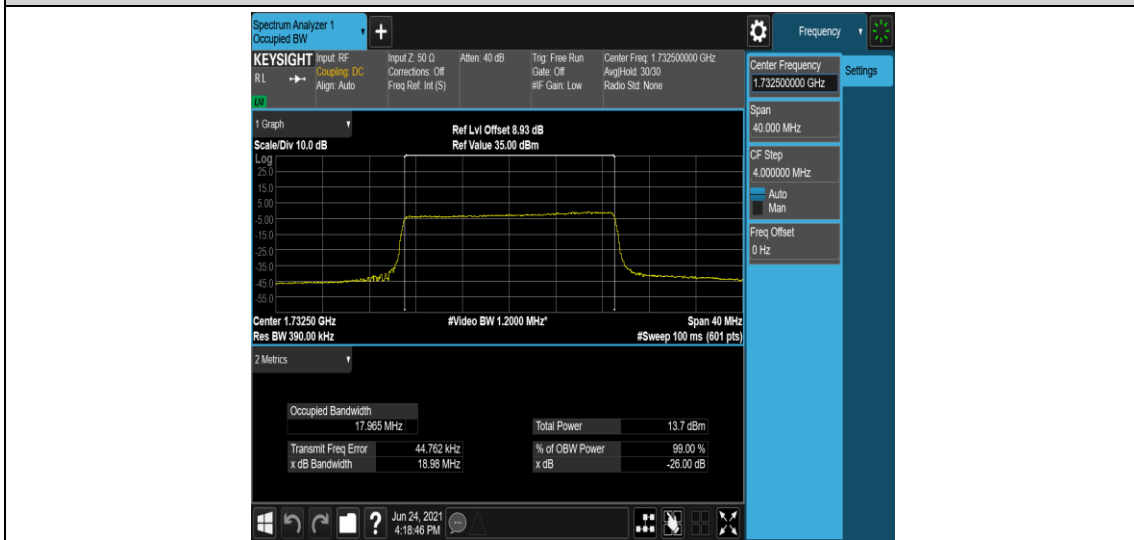 Spectrum Analyzer 1
Occupied BW
Frequency
KEYSIGHT
RL
Input: RF
Coupling: DC
Align: Auto
Input Z: 50 Ω
Corrections: Off
Freq Ref: Int (S)
Atten: 40 dB
Trig: Free Run
Gate: Off
#IF Gain: Low
Center Freq: 1.732500000 GHz
Avg|Hold: 30/30
Radio Std: None
Center Frequency
1.732500000 GHz
Settings
Span
40.000 MHz
CF Step
4.000000 MHz
Auto
Man
Freq Offset
0 Hz
1 Graph
Scale/Div 10.0 dB
Ref Lvl Offset 8.93 dB
Ref Value 35.00 dBm
Log
25.0
15.0
5.00
-5.00
-15.0
-25.0
-35.0
-45.0
-55.0
Center 1.73250 GHz
#Video BW 1.2000 MHz*
Span 40 MHz
Res BW 390.00 kHz
#Sweep 100 ms (601 pts)
2 Metrics
Occupied Bandwidth
17.965 MHz
Total Power 13.7 dBm
Transmit Freq Error 44.762 kHz
% of OBW Power 99.00 %
x dB Bandwidth 18.98 MHz
x dB -26.00 dB
?
Jun 24, 2021
4:18:46 PM